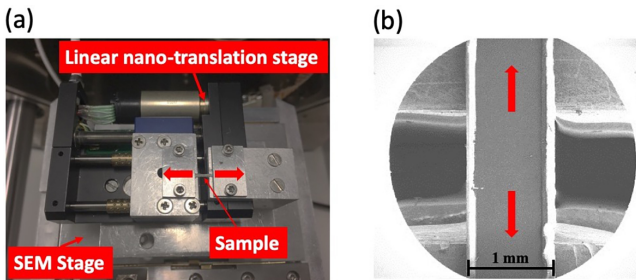 (a)
(b)
Linear nano-translation stage
Sample
SEM Stage
1 mm